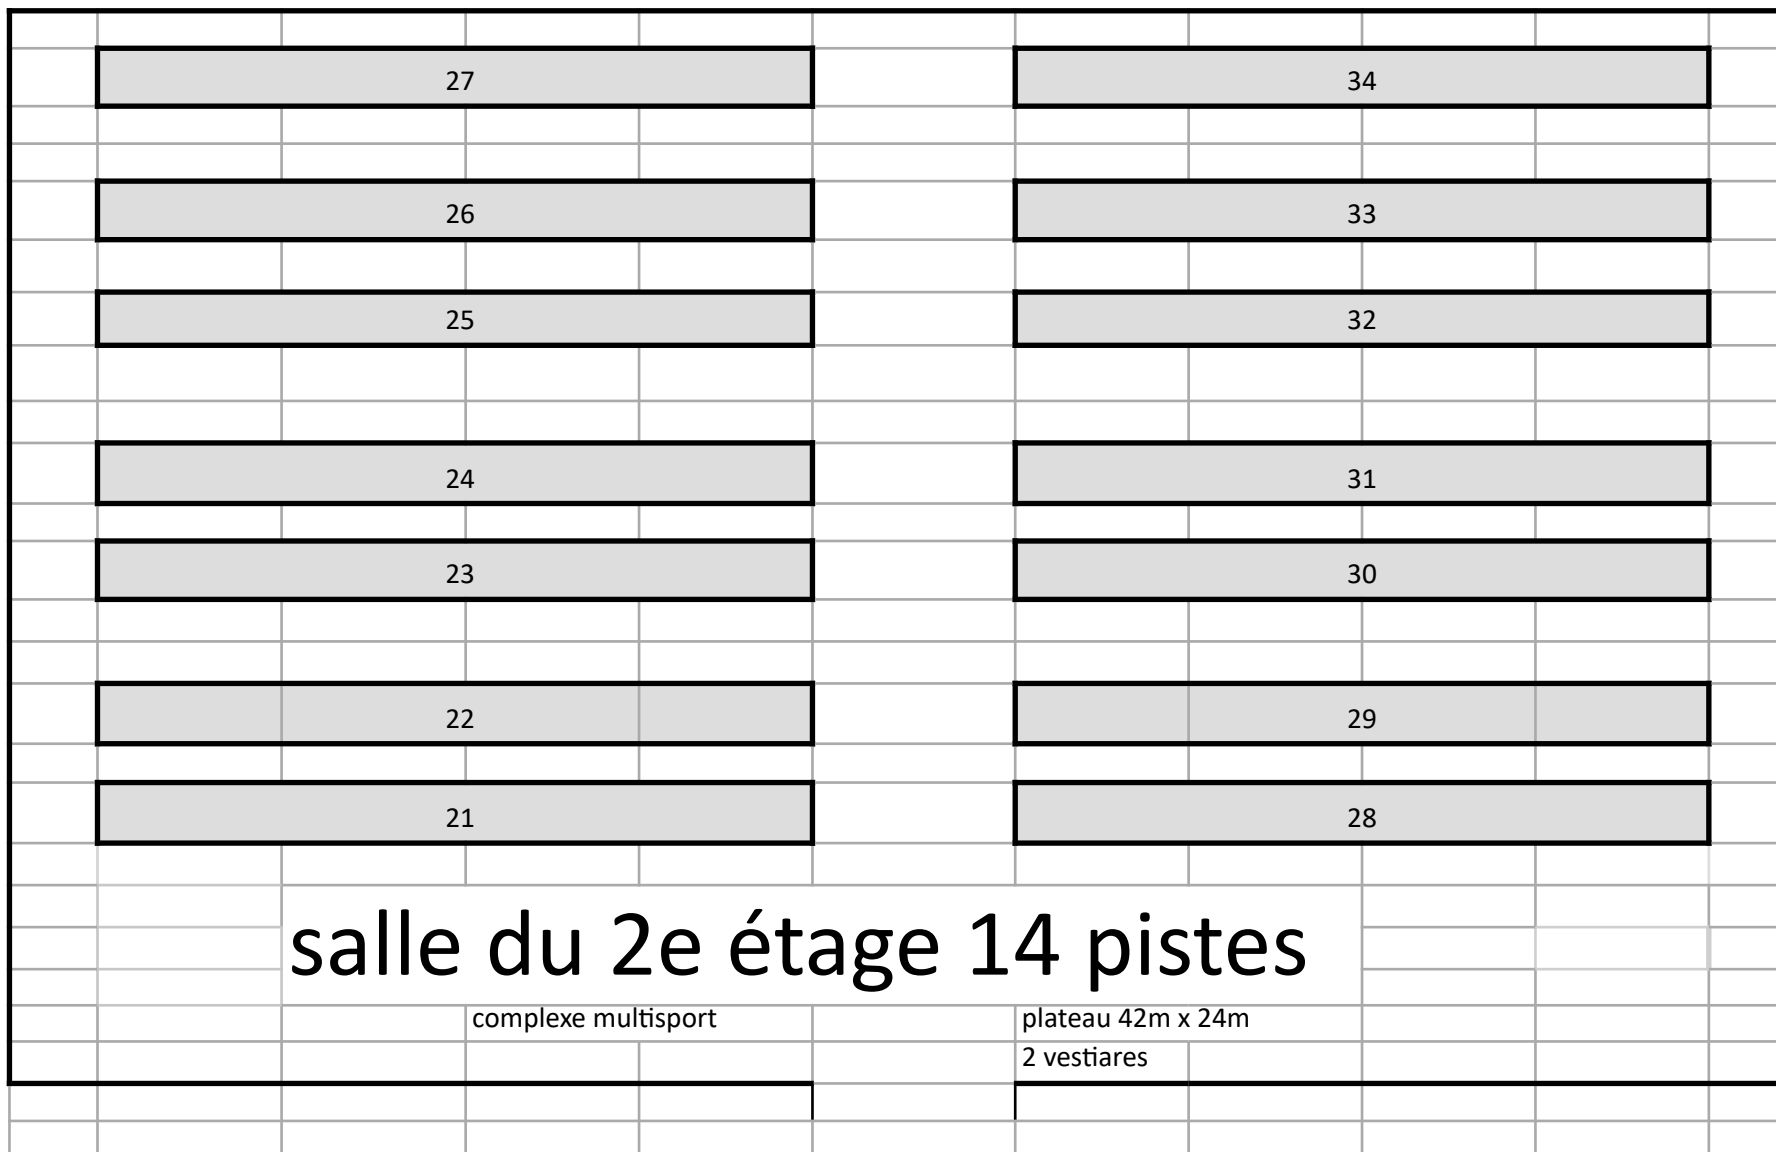 27 34
26 33
25 32
24 31
23 30
22 29
21 28
salle du 2e étage 14 pistes
complexe multisport plateau 42m x 24m
2 vestiares